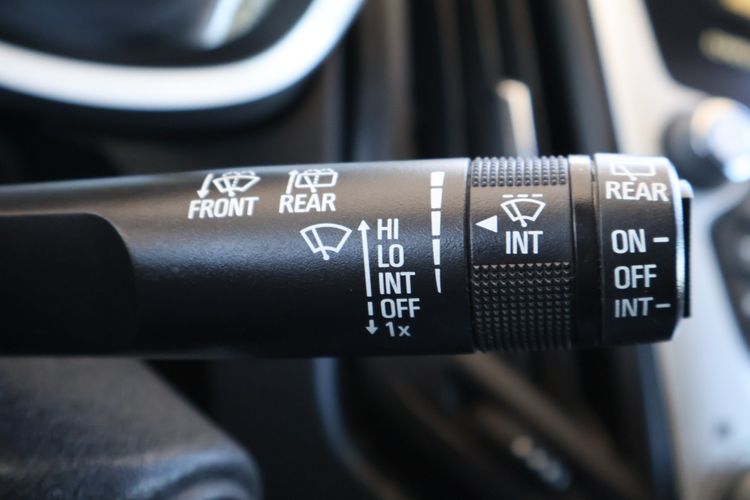 FRONT
REAR
HI
LO
INT
OFF
1x
INT
REAR
ON
OFF
INT